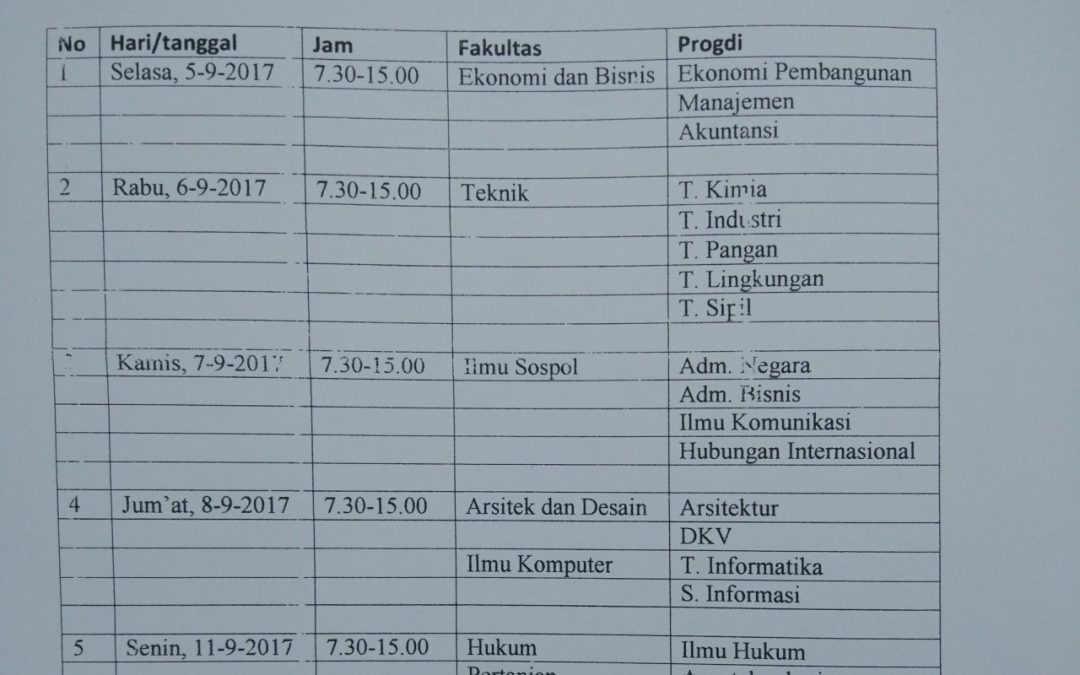 No Hari/tanggal Jam Fakultas Progdi
1 Selasa, 5-9-2017 7.30-15.00 Ekonomi dan Bisnis Ekonomi Pembangunan
Manajemen
Akuntansi
2 Rabu, 6-9-2017 7.30-15.00 Teknik T. Kimia
T. Industri
T. Pangan
T. Lingkungan
T. Sipil
Kamis, 7-9-2017 7.30-15.00 Ilmu Sospol Adm. Negara
Adm. Bisnis
Ilmu Komunikasi
Hubungan Internasional
4 Jum'at, 8-9-2017 7.30-15.00 Arsitek dan Desain Arsitektur
DKV
Ilmu Komputer T. Informatika
S. Informasi
5 Senin, 11-9-2017 7.30-15.00 Hukum Ilmu Hukum
Pertanian